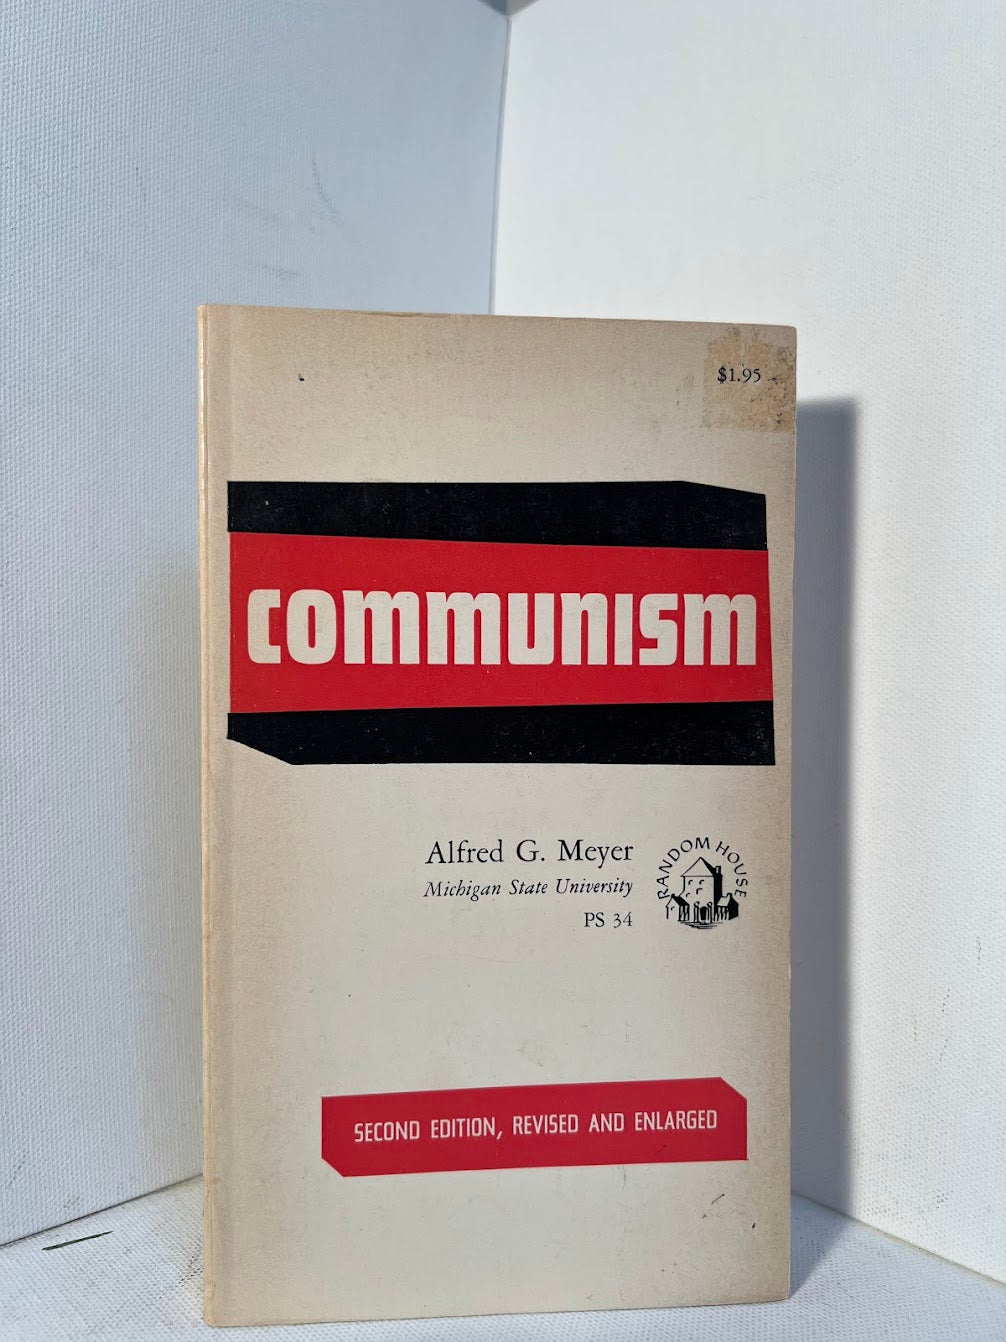 $1.95
COMMUNISM
Alfred G. Meyer
Michigan State University
PS 34
RANDOM HOUSE
SECOND EDITION, REVISED AND ENLARGED